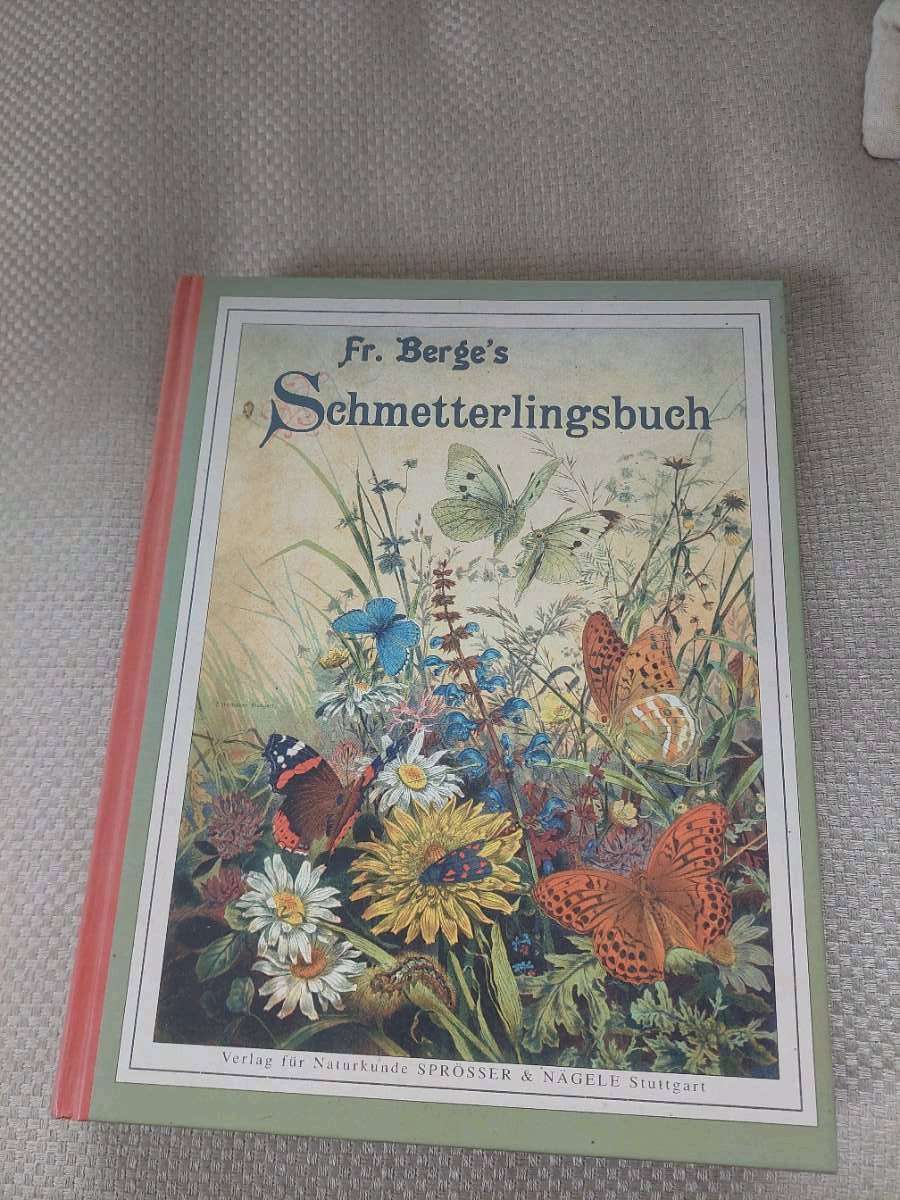 Fr. Berge's
Schmetterlingsbuch
Verlag für Naturkunde SPRÖSSER & NÄGELE Stuttgart